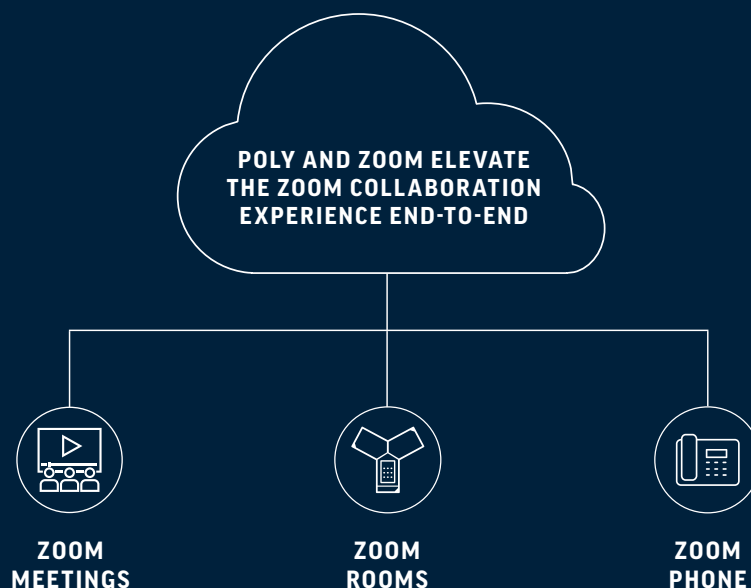 POLY AND ZOOM ELEVATE
THE ZOOM COLLABORATION
EXPERIENCE END-TO-END
ZOOM
MEETINGS
ZOOM
ROOMS
ZOOM
PHONE